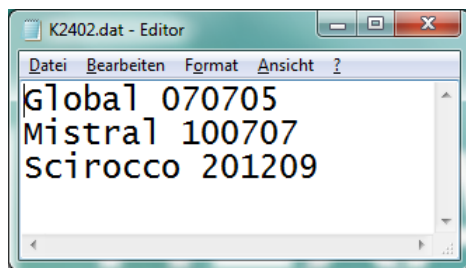 K2402.dat - Editor
Datei Bearbeiten Format Ansicht ?
Global 070705
Mistral 100707
Scirocco 201209